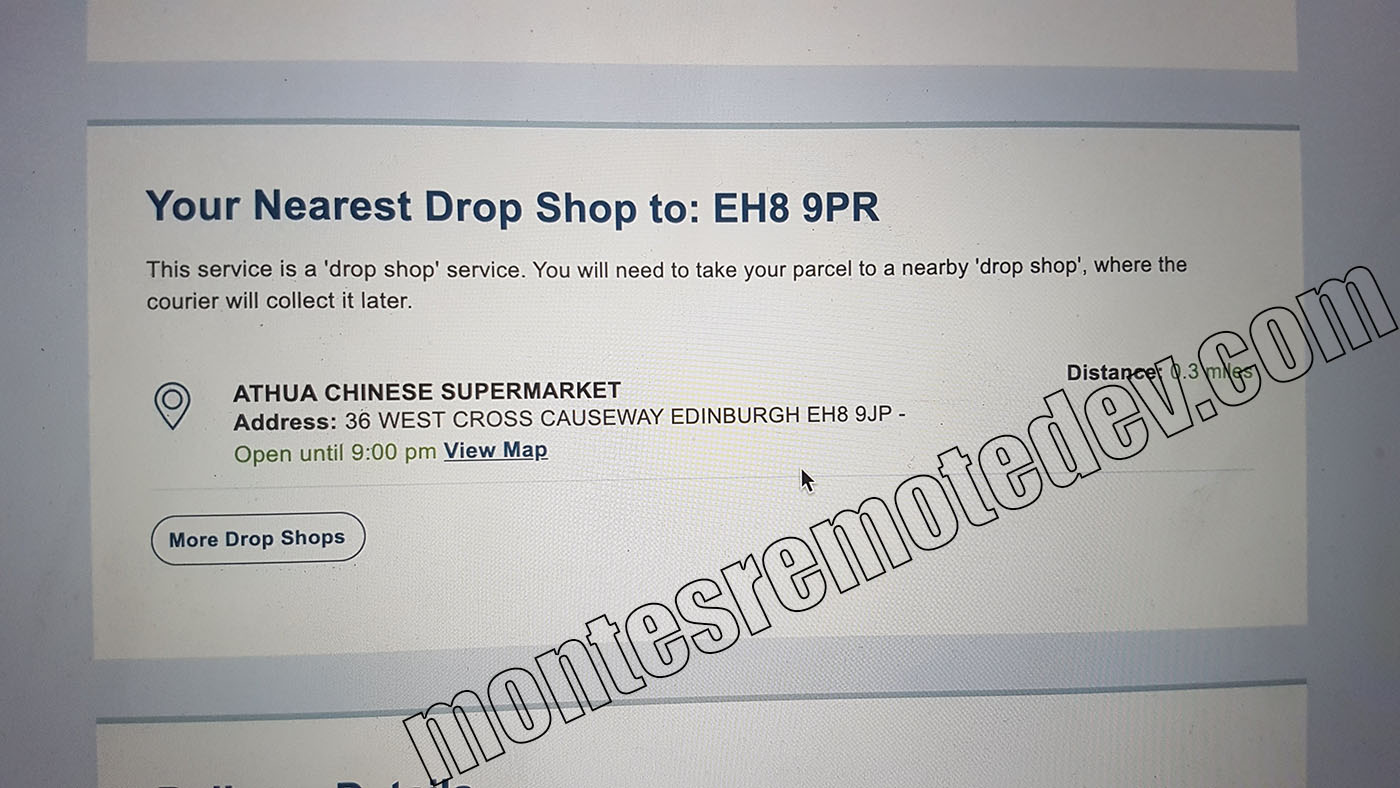 Your Nearest Drop Shop to: EH8 9PR
This service is a 'drop shop' service. You will need to take your parcel to a nearby 'drop shop', where the
courier will collect it later.
Distance: 0.3 miles
ATHUA CHINESE SUPERMARKET
Address: 36 WEST CROSS CAUSEWAY EDINBURGH EH8 9JP -
Open until 9:00 pm View Map
More Drop Shops
montesremotedev.com